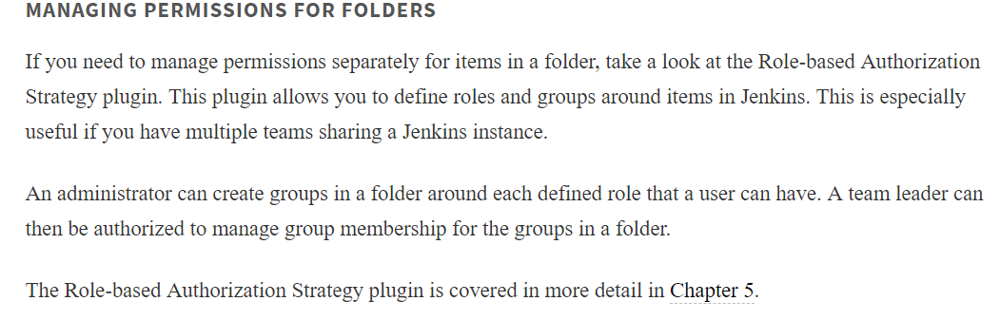 MANAGING PERMISSIONS FOR FOLDERS
If you need to manage permissions separately for items in a folder, take a look at the Role-based Authorization
Strategy plugin. This plugin allows you to define roles and groups around items in Jenkins. This is especially
useful if you have multiple teams sharing a Jenkins instance.
An administrator can create groups in a folder around each defined role that a user can have. A team leader can
then be authorized to manage group membership for the groups in a folder.
The Role-based Authorization Strategy plugin is covered in more detail in Chapter 5.